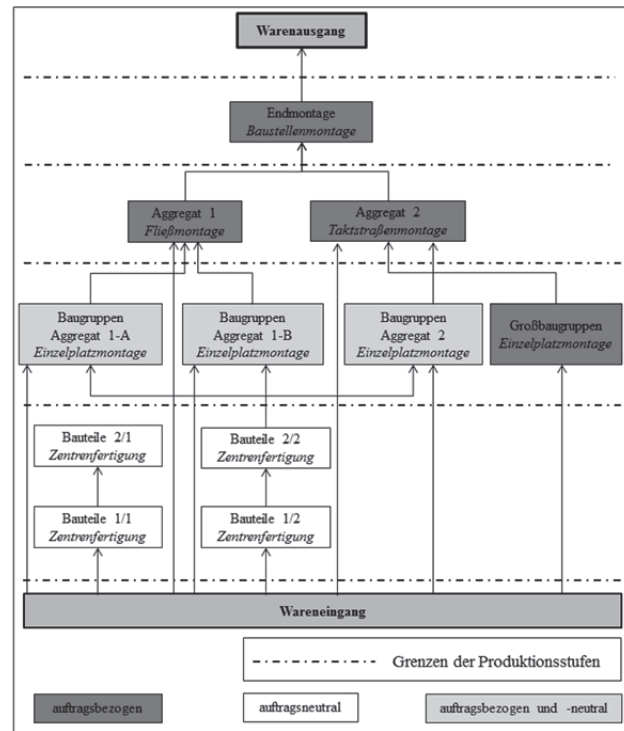 Warenausgang
Endmontage
Baustellenmontage
Aggregat 1
Fließmontage
Aggregat 2
Taktstraßenmontage
Baugruppen
Aggregat 1-A
Einzelplatzmontage
Baugruppen
Aggregat 1-B
Einzelplatzmontage
Baugruppen
Aggregat 2
Einzelplatzmontage
Großbaugruppen
Einzelplatzmontage
Bauteile 2/1
Zentrenfertigung
Bauteile 2/2
Zentrenfertigung
Bauteile 1/1
Zentrenfertigung
Bauteile 1/2
Zentrenfertigung
Wareneingang
Grenzen der Produktionsstufen
auftragsbezogen
auftragsneutral
auftragsbezogen und -neutral